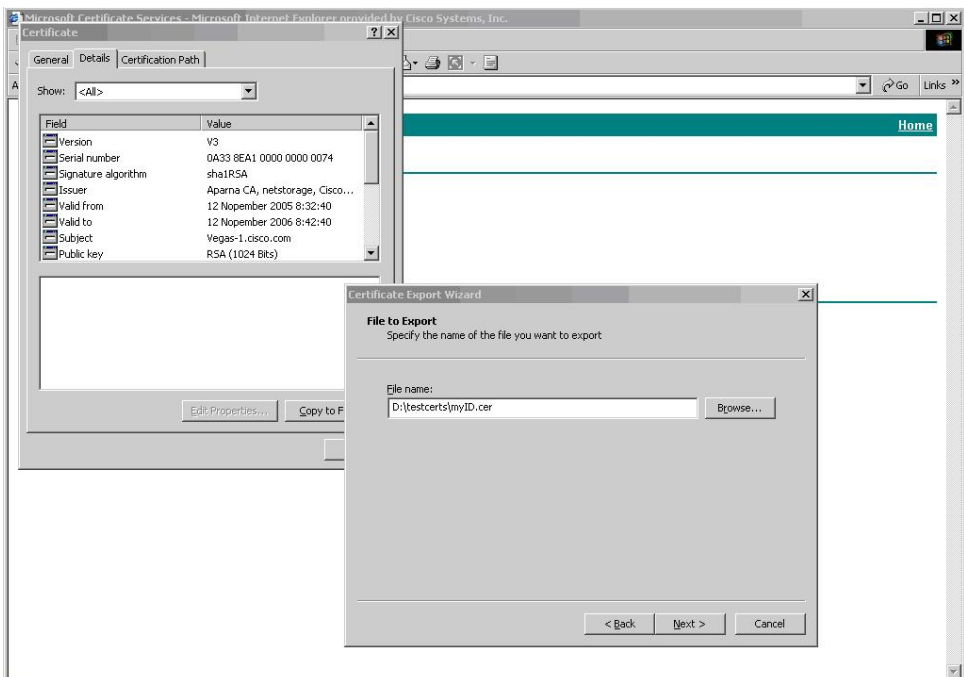 Microsoft Certificate Services - Microsoft Internet Explorer provided by Cisco Systems, Inc.
Certificate
General Details Certification Path
Show: <All>
Field Value
Version V3
Serial number 0A33 8EA1 0000 0000 0074
Signature algorithm sha1RSA
Issuer Aparna CA, netstorage, Cisco...
Valid from 12 Nopember 2005 8:32:40
Valid to 12 Nopember 2006 8:42:40
Subject Vegas-1.cisco.com
Public key RSA (1024 Bits)
Edit Properties... Copy to F
Go Links »
Home
Certificate Export Wizard
File to Export
Specify the name of the file you want to export
File name:
D:\testcerts\myID.cer Browse...
< Back Next > Cancel